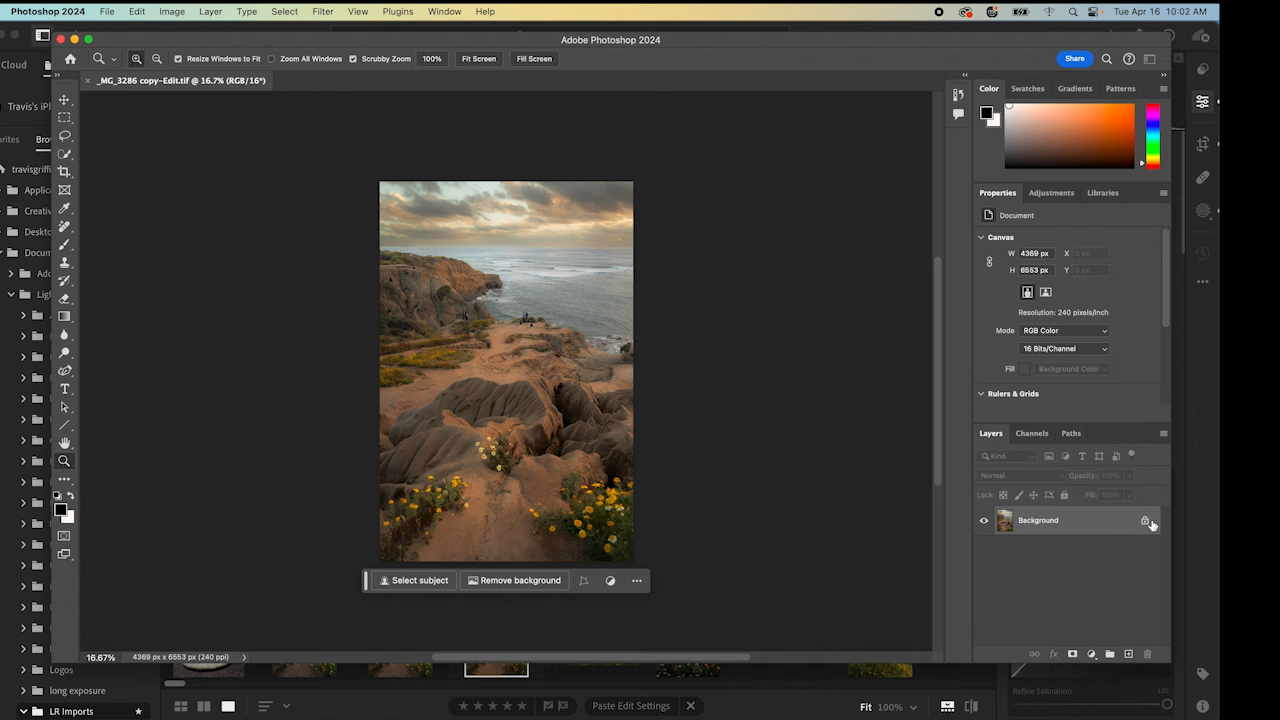 Photoshop 2024 File Edit Image Layer Type Select Filter View Plugins Window Help Tue Apr 16 10:02 AM
Adobe Photoshop 2024
Resize Windows to Fit Zoom All Windows Scrubby Zoom 100% Fit Screen Fill Screen Share
Cloud
_MG_3286 copy-Edit.tif @ 16.7% (RGB/16*)
Color Swatches Gradients Patterns
Travis's iPh
Brow
travisgriffi
Applica
Creativ
Deskto
Docum
Ado
Ligh
Properties Adjustments Libraries
Document
Canvas
W 4369 px X 0 px
H 6553 px Y 0 px
Resolution: 240 pixels/inch
Mode RGB Color
16 Bits/Channel
Fill Background Color
Rulers & Grids
Layers Channels Paths
Kind
Normal Opacity: 100%
Lock: Fill: 100%
Background
Select subject Remove background
16.67% 4369 px x 6553 px (240 ppi)
Logos
long exposure
LR Imports
Paste Edit Settings
Fit 100%
Refine Saturation 100